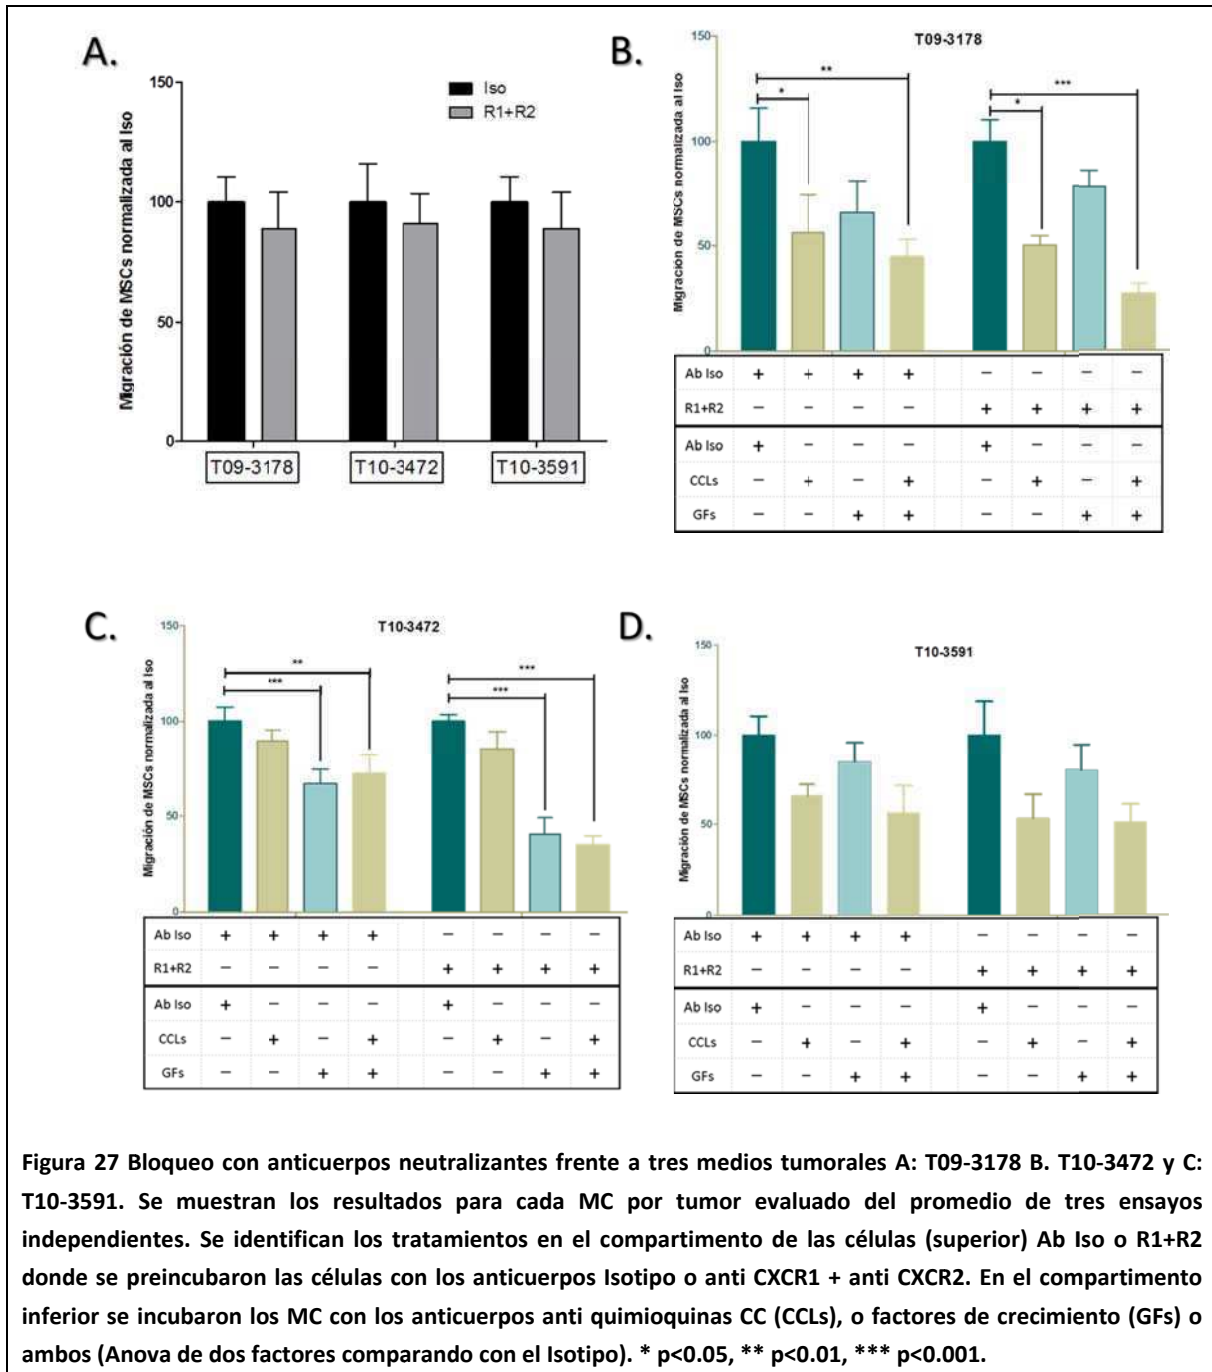 A.
150
100
50
0
Migración de MSCs normalizada al Iso
Iso
R1+R2
T09-3178
T10-3472
T10-3591
B.
T09-3178
150
100
50
0
Migración de MSCs normalizada al Iso
**
*
***
*
Ab Iso + + + + − − − −
R1+R2 − − − − + + + +
Ab Iso + − − − + − − −
CCLs − + − + − + − +
GFs − − + + − − + +
C.
T10-3472
150
100
50
0
Migración de MSCs normalizada al Iso
**
***
***
***
Ab Iso + + + + − − − −
R1+R2 − − − − + + + +
Ab Iso + − − − + − − −
CCLs − + − + − + − +
GFs − − + + − − + +
D.
T10-3591
150
100
50
0
Migración de MSCs normalizada al Iso
Ab Iso + + + + − − − −
R1+R2 − − − − + + + +
Ab Iso + − − − + − − −
CCLs − + − + − + − +
GFs − − + + − − + +
Figura 27 Bloqueo con anticuerpos neutralizantes frente a tres medios tumorales A: T09-3178 B. T10-3472 y C:
T10-3591. Se muestran los resultados para cada MC por tumor evaluado del promedio de tres ensayos
independientes. Se identifican los tratamientos en el compartimento de las células (superior) Ab Iso o R1+R2
donde se preincubaron las células con los anticuerpos Isotipo o anti CXCR1 + anti CXCR2. En el compartimento
inferior se incubaron los MC con los anticuerpos anti quimioquinas CC (CCLs), o factores de crecimiento (GFs) o
ambos (Anova de dos factores comparando con el Isotipo). * p<0.05, ** p<0.01, *** p<0.001.